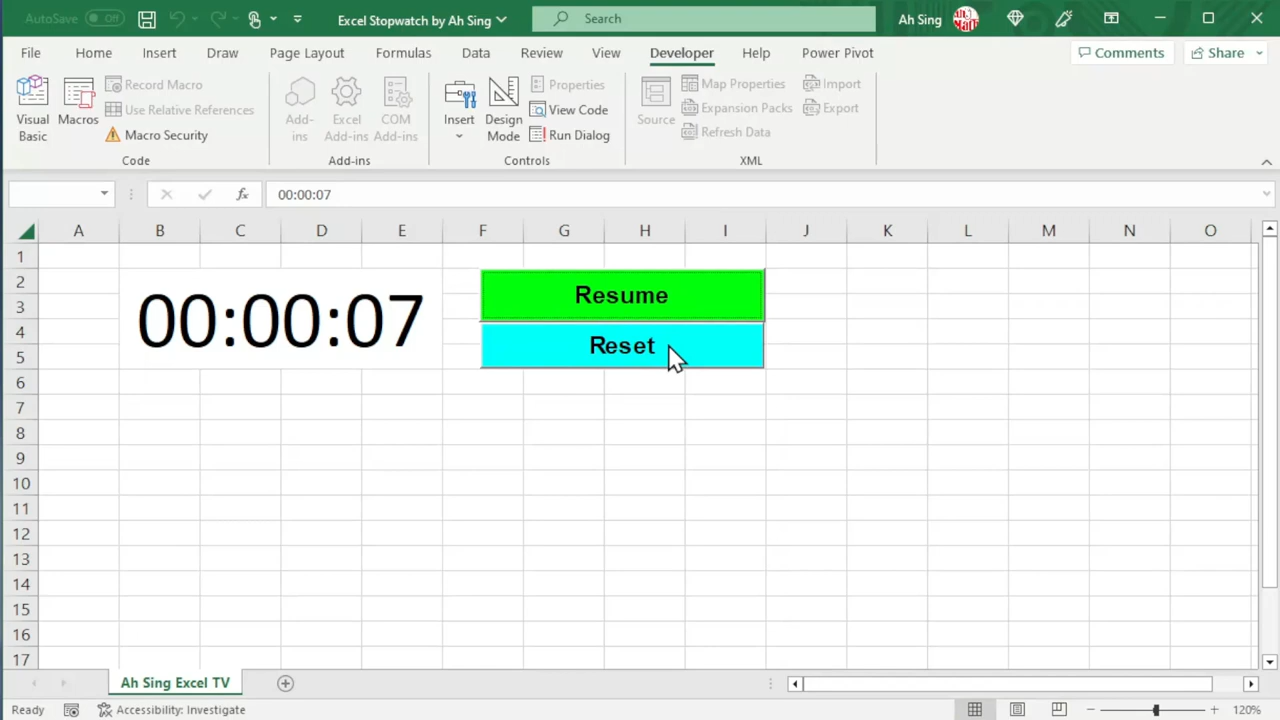 AutoSave Off Excel Stopwatch by Ah Sing Search Ah Sing
File Home Insert Draw Page Layout Formulas Data Review View Developer Help Power Pivot Comments Share
Visual Basic
Macros
Record Macro
Use Relative References
Macro Security
Code
Add-ins
Excel Add-ins
COM Add-ins
Add-ins
Insert
Design Mode
Properties
View Code
Run Dialog
Controls
Source
Map Properties
Expansion Packs
Refresh Data
Import
Export
XML
fx 00:00:07
A B C D E F G H I J K L M N O
1
2
3
4
5
6
7
8
9
10
11
12
13
14
15
16
17
00:00:07
Resume
Reset
Ah Sing Excel TV
Ready Accessibility: Investigate 120%